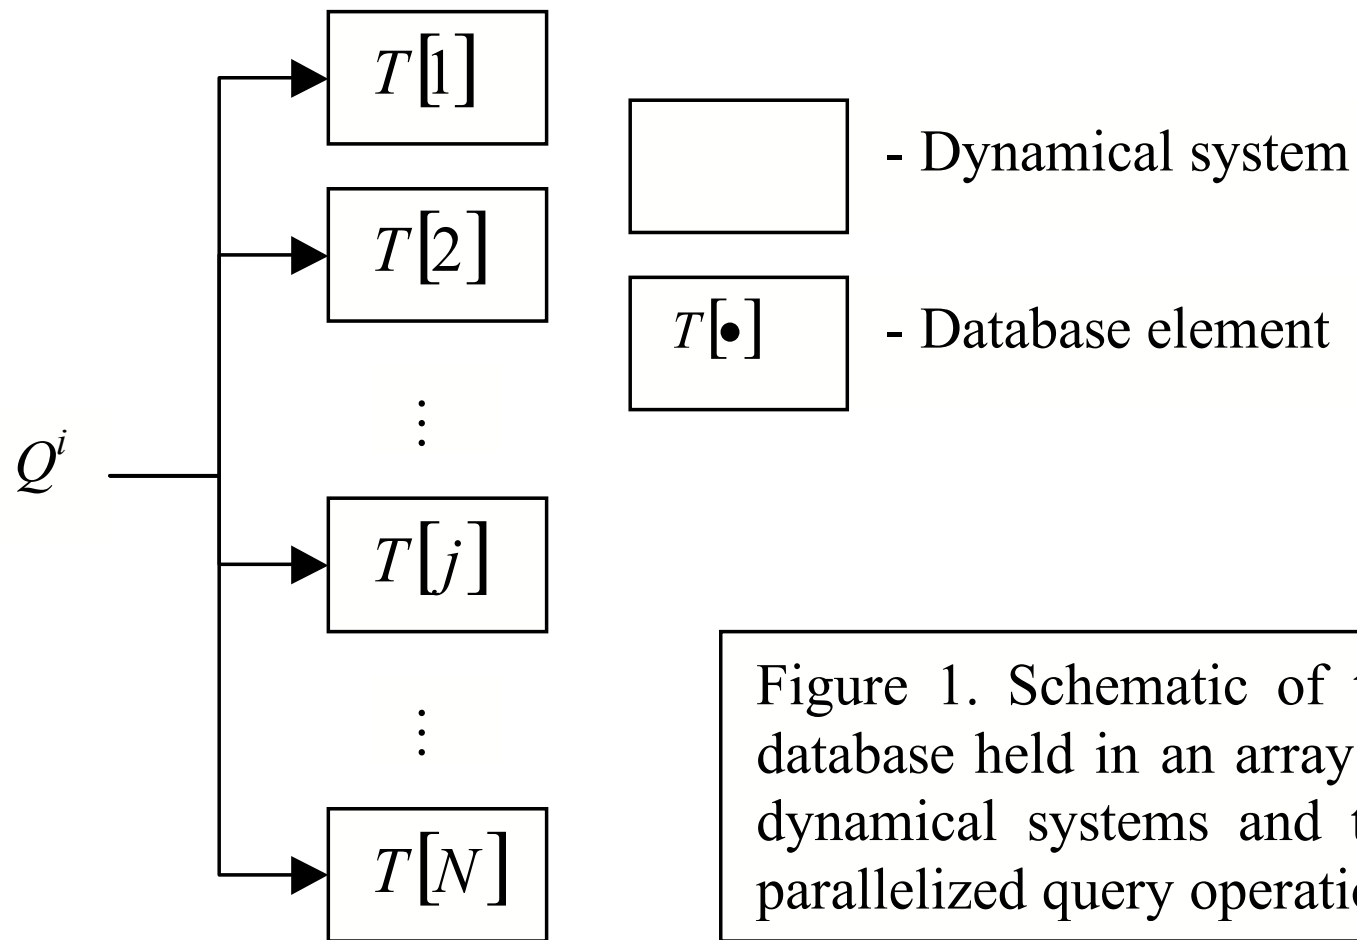 T[1]
- Dynamical system
T[2]
T[•]
- Database element
⋮
Qⁱ
T[j]
⋮
Figure 1. Schematic of
database held in an array
dynamical systems and
parallelized query
T[N]